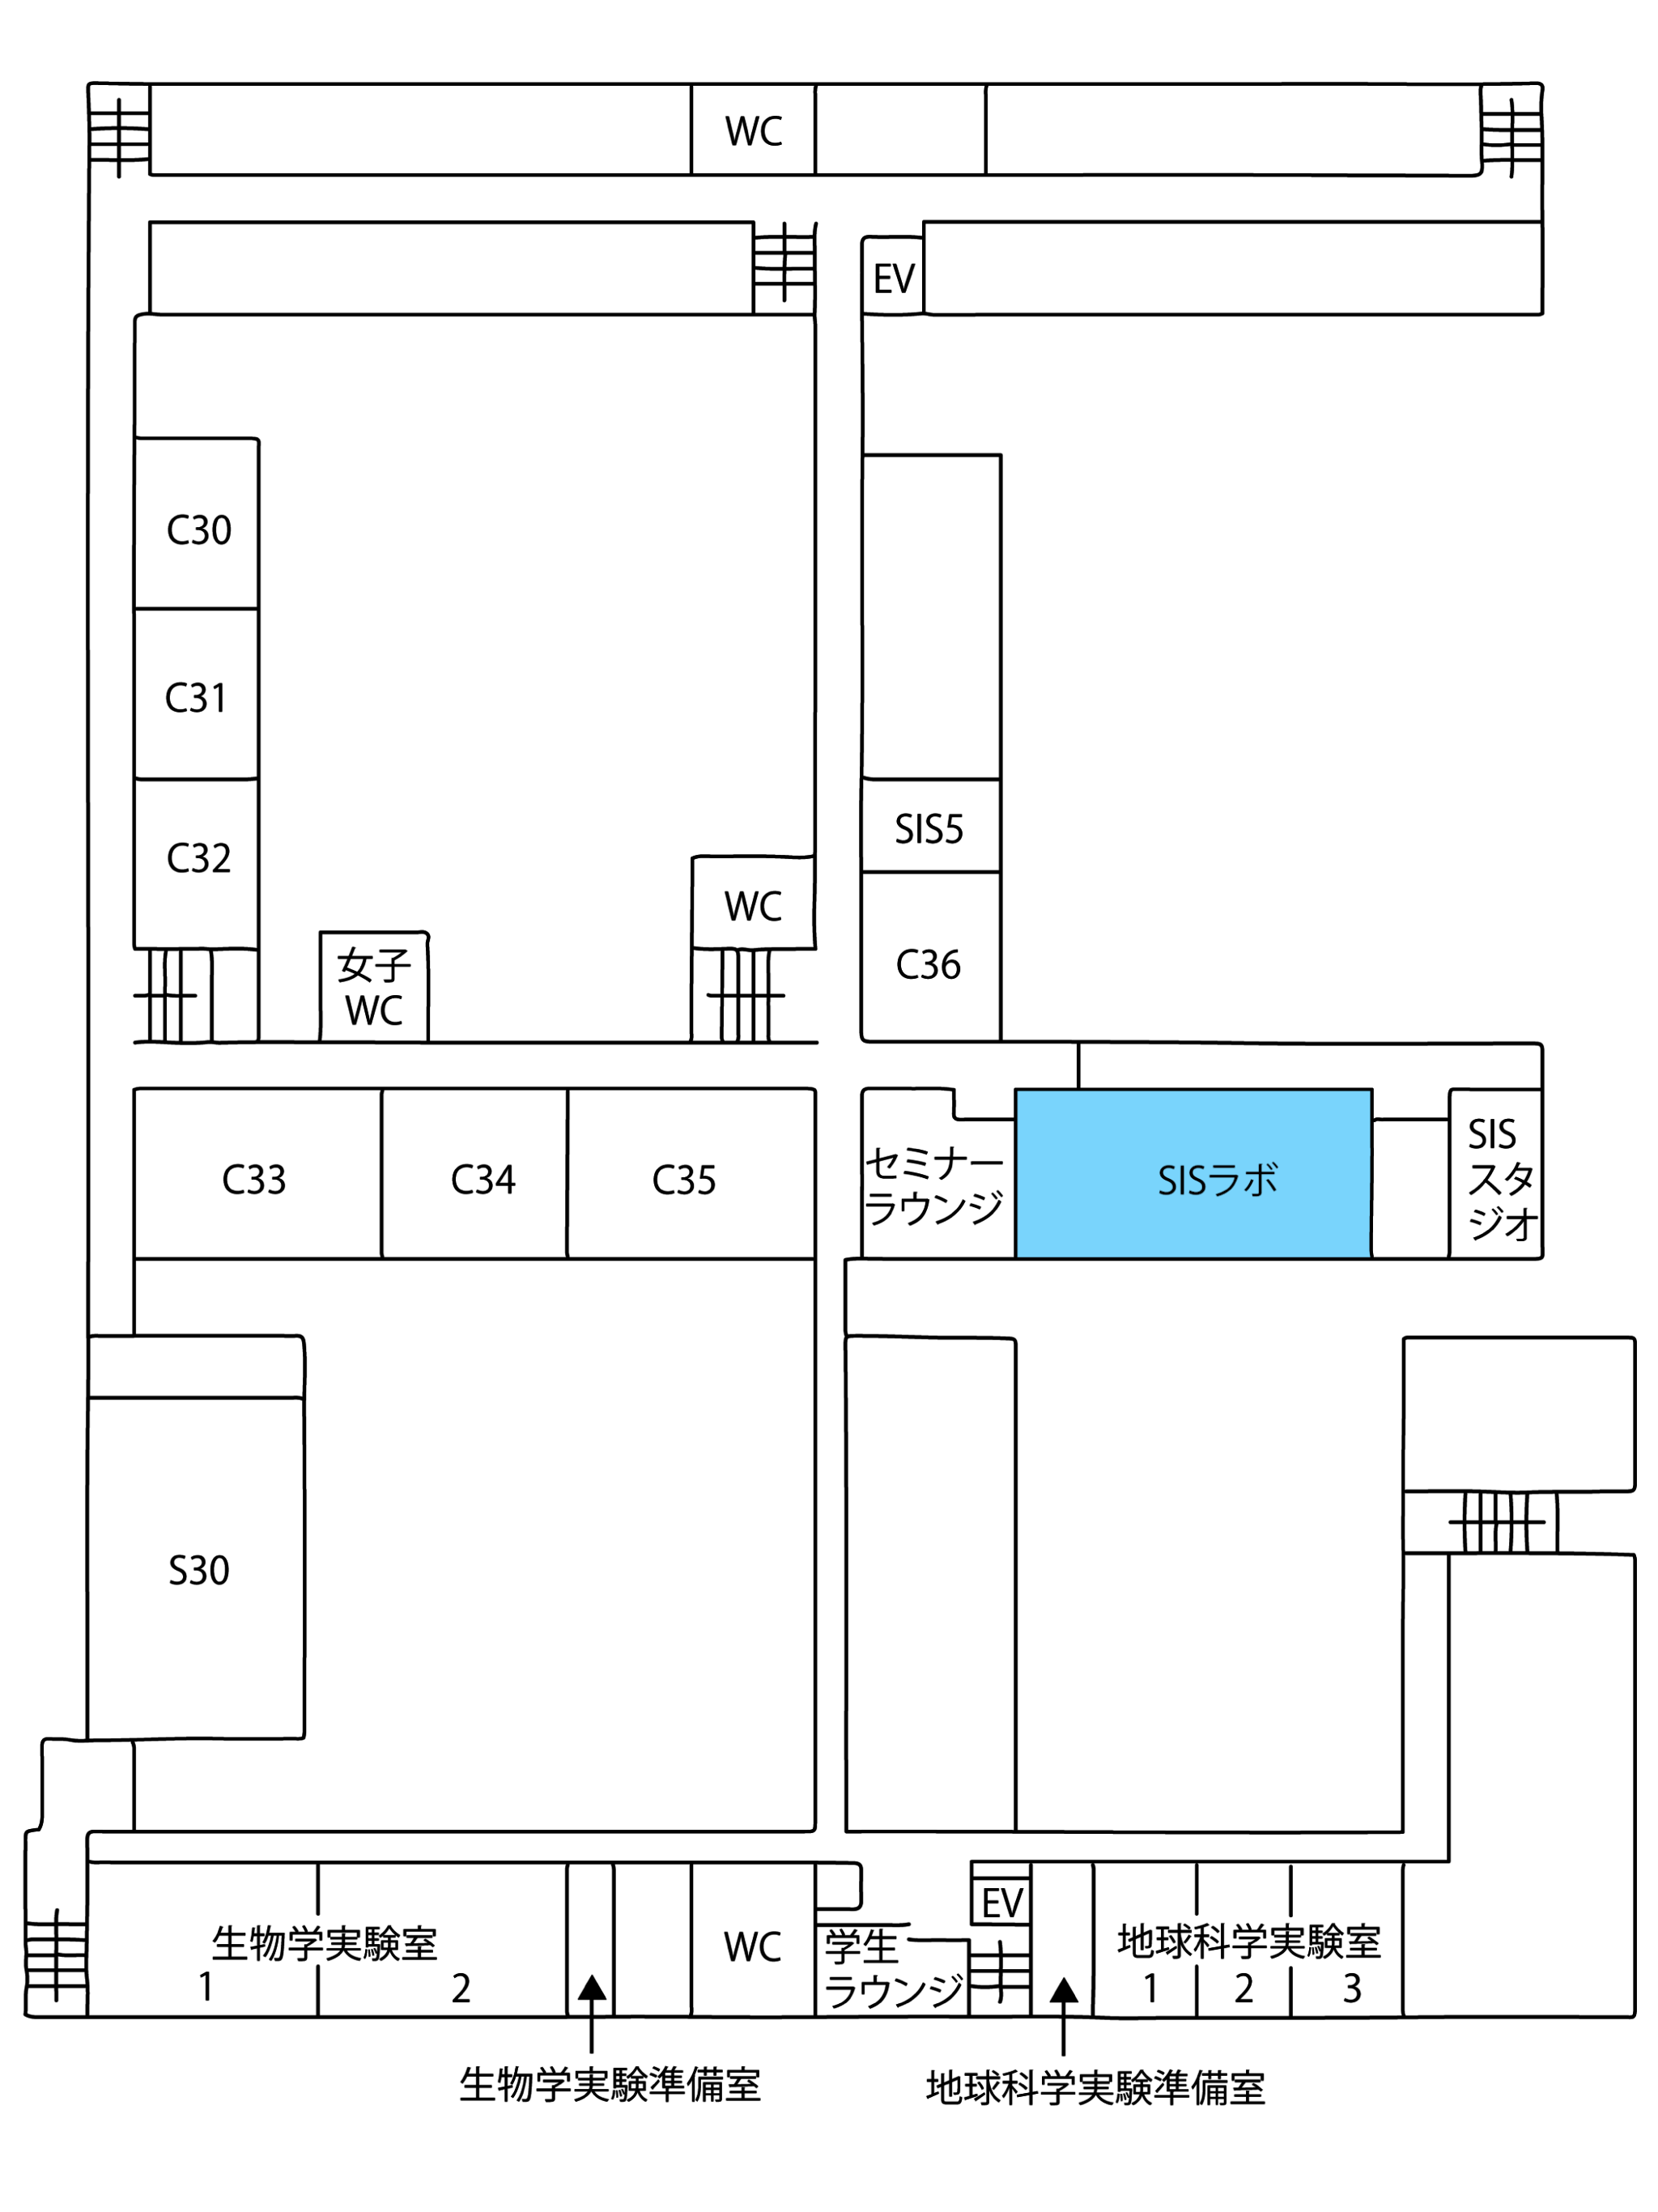 WC
EV
C30
C31
C32
SIS5
WC
C36
女子
WC
C33
C34
C35
セミナー
ラウンジ
SISラボ
SIS
スタ
ジオ
S30
生物学実験室
1
2
WC
学生
ラウンジ
EV
地球科学実験室
1
2
3
生物学実験準備室
地球科学実験準備室